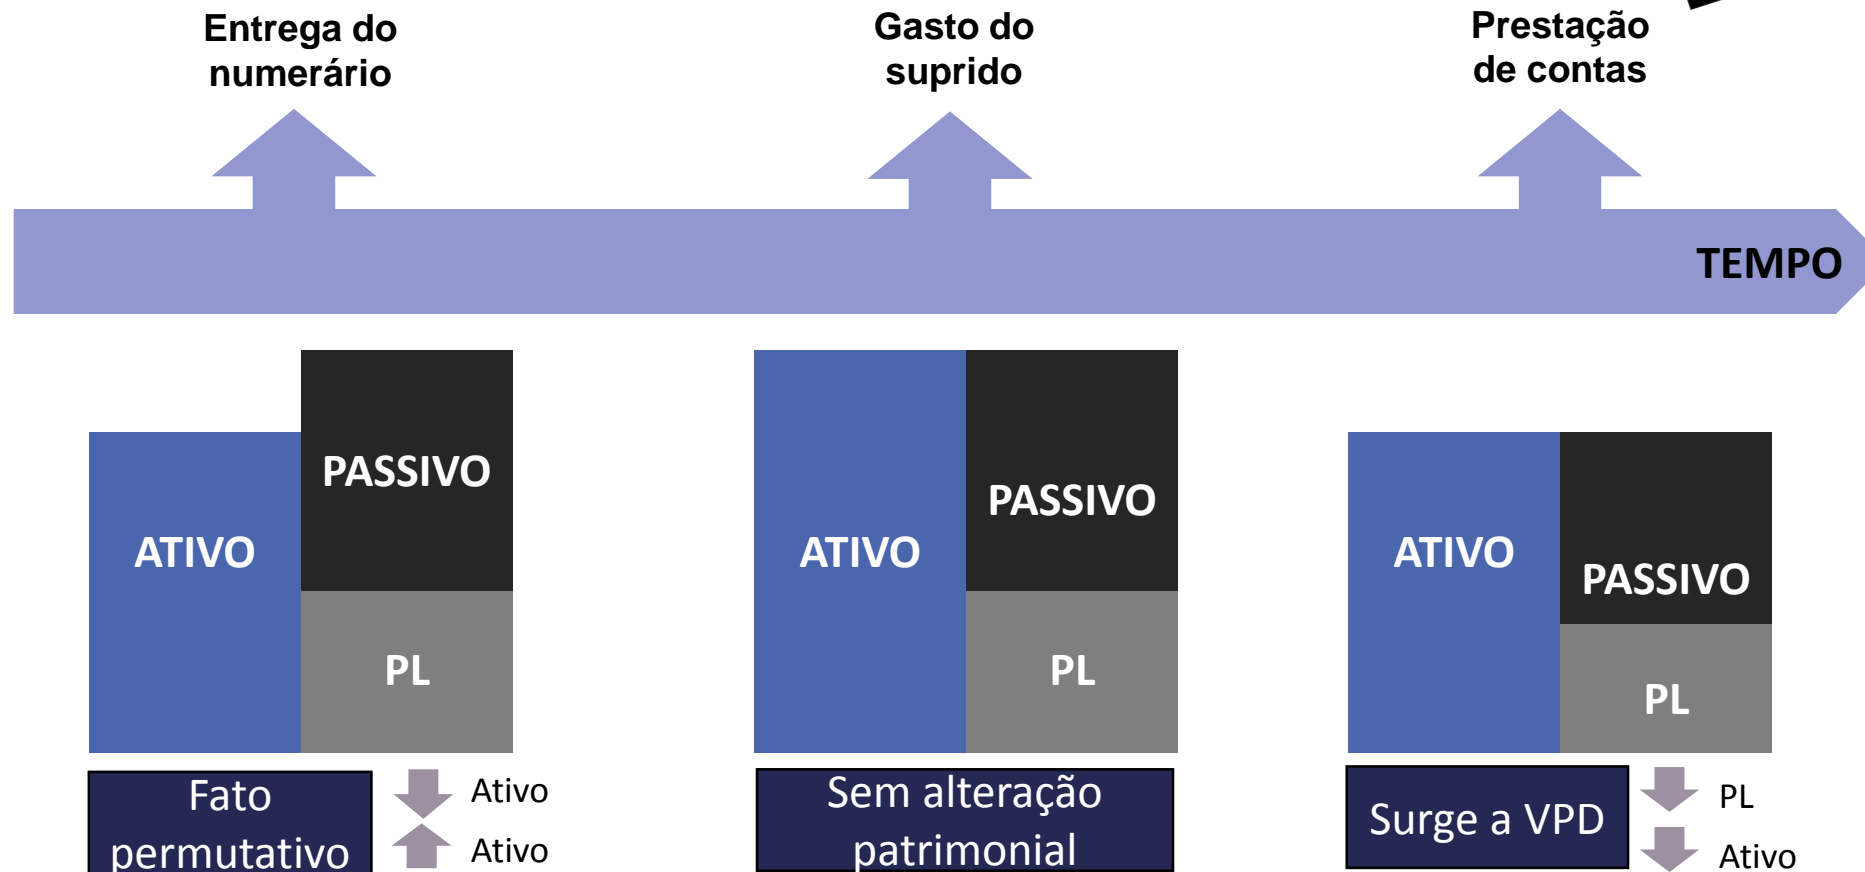 Entrega do
numerário
Gasto do
suprido
Prestação
de contas
TEMPO
ATIVO
PASSIVO
PL
ATIVO
PASSIVO
PL
ATIVO
PASSIVO
PL
Fato
permutativo
Ativo
Ativo
Sem alteração
patrimonial
Surge a VPD
PL
Ativo